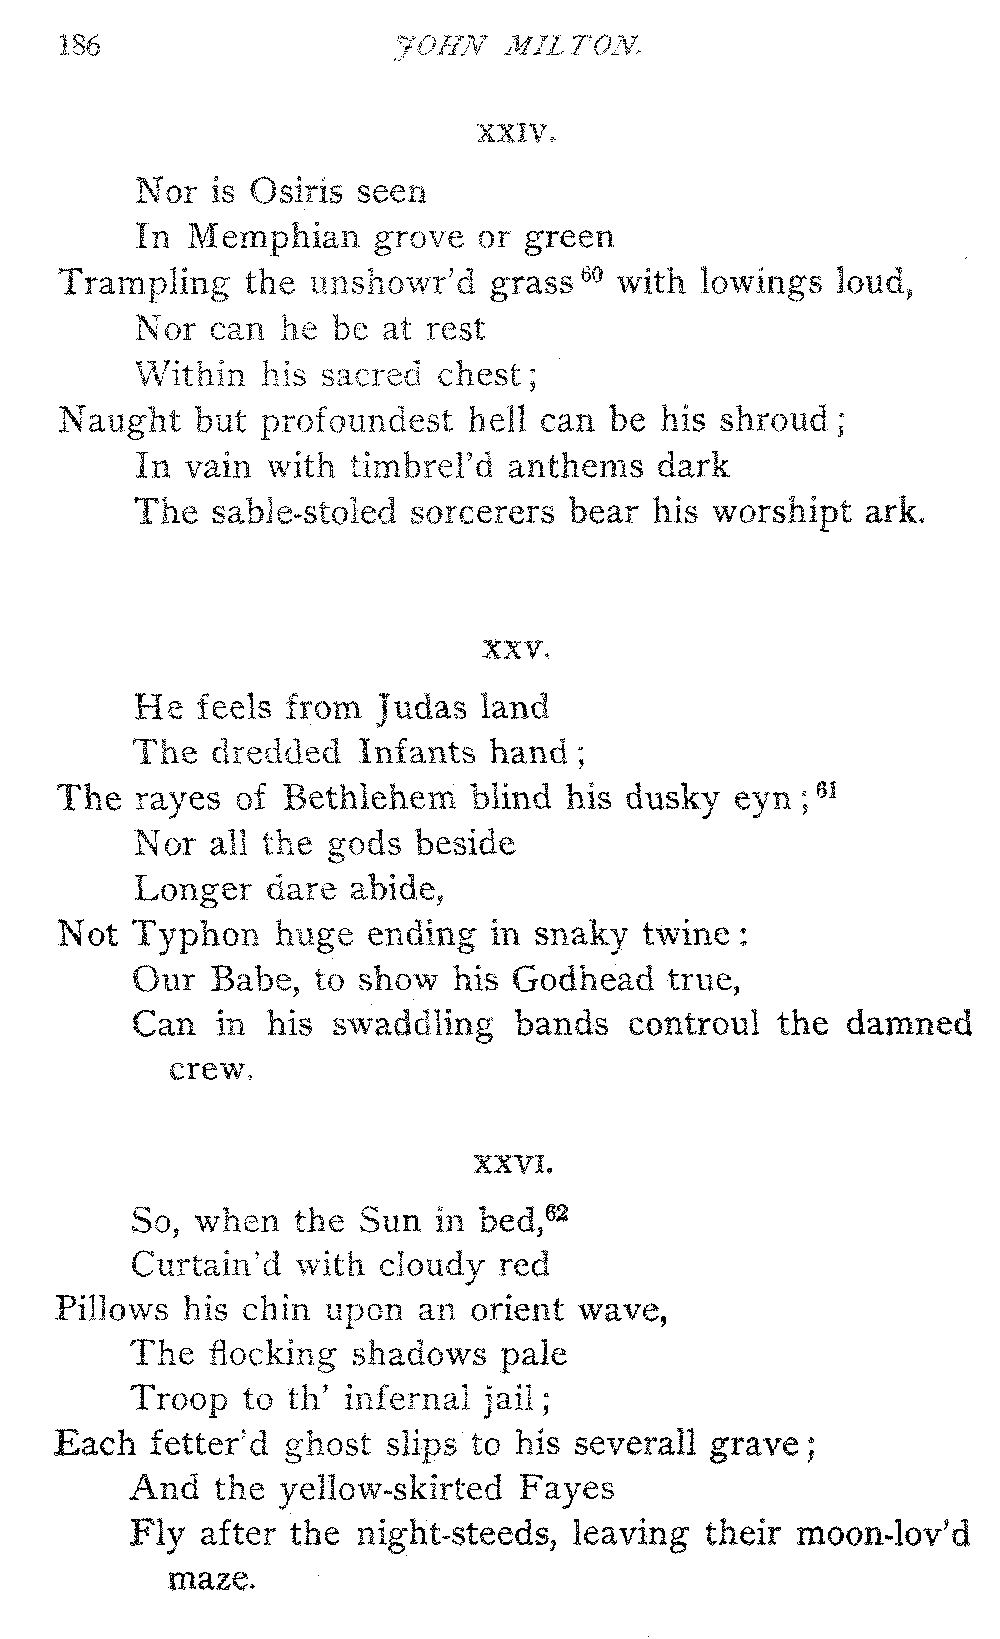 186 JOHN MILTON.
XXIV.
Nor is Osiris seen
In Memphian grove or green
Trampling the unshowr'd grass⁶⁰ with lowings loud,
Nor can he be at rest
Within his sacred chest;
Naught but profoundest hell can be his shroud;
In vain with timbrel'd anthems dark
The sable-stoled sorcerers bear his worshipt ark.
XXV.
He feels from Judas land
The dredded Infants hand;
The rayes of Bethlehem blind his dusky eyn;⁶¹
Nor all the gods beside
Longer dare abide,
Not Typhon huge ending in snaky twine:
Our Babe, to show his Godhead true,
Can in his swaddling bands controul the damned
crew.
XXVI.
So, when the Sun in bed,⁶²
Curtain'd with cloudy red
Pillows his chin upon an orient wave,
The flocking shadows pale
Troop to th' infernal jail;
Each fetter'd ghost slips to his severall grave;
And the yellow-skirted Fayes
Fly after the night-steeds, leaving their moon-lov'd
maze.